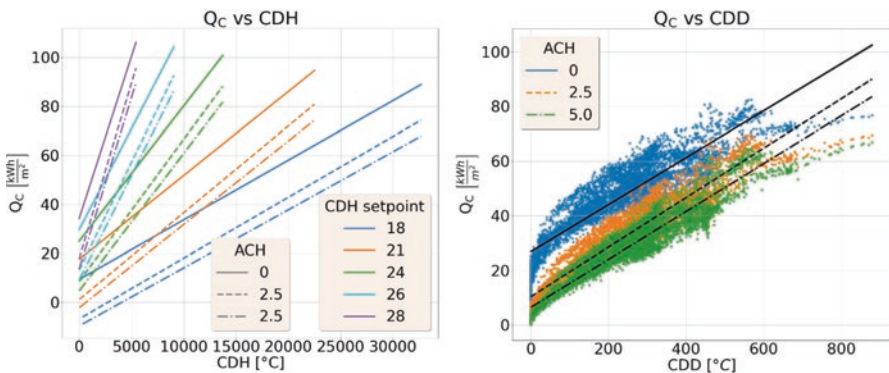 Q_C vs CDH
Q_C [kWh/m²]
100
80
60
40
20
0
ACH
0
2.5
2.5
CDH setpoint
18
21
24
26
28
0 5000 10000 15000 20000 25000 30000
CDH [°C]
Q_C vs CDD
Q_C [kWh/m²]
100
80
60
40
20
0
ACH
0
2.5
5.0
0 200 400 600 800
CDD [°C]